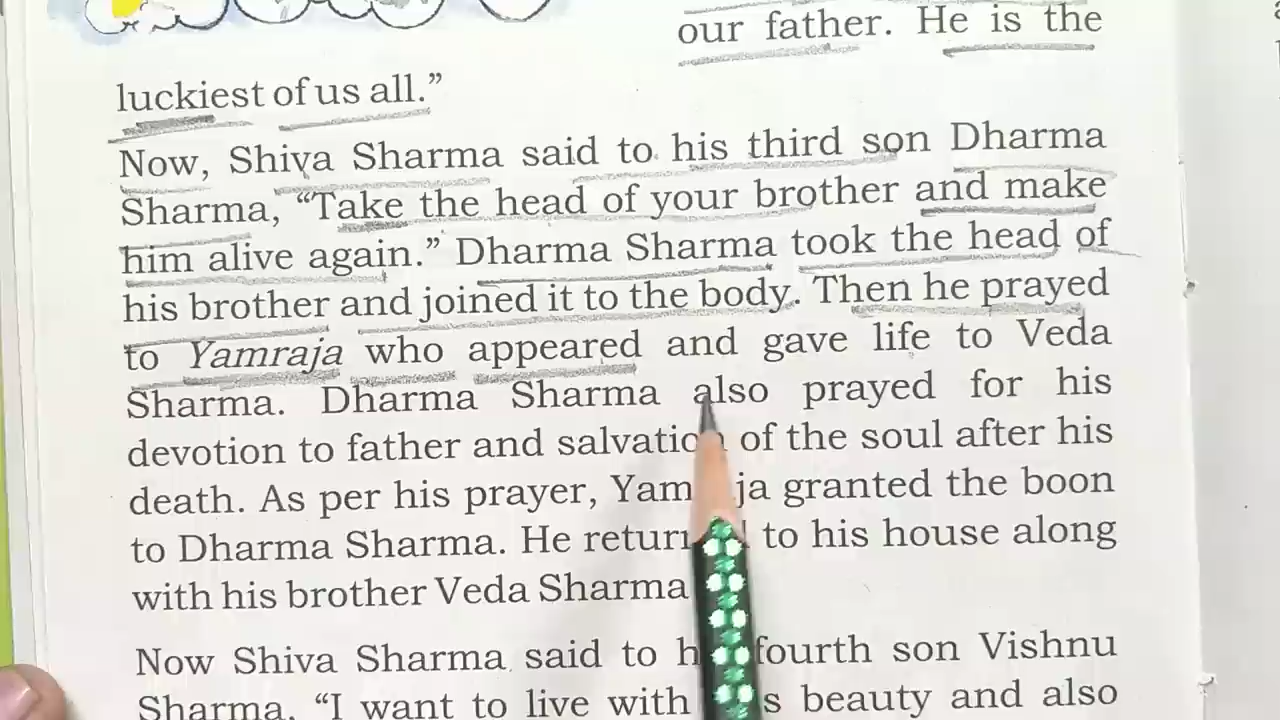 our father. He is the
luckiest of us all.”
Now, Shiva Sharma said to his third son Dharma
Sharma, “Take the head of your brother and make
him alive again.” Dharma Sharma took the head of
his brother and joined it to the body. Then he prayed
to Yamraja who appeared and gave life to Veda
Sharma. Dharma Sharma also prayed for his
devotion to father and salvation of the soul after his
death. As per his prayer, Yamraja granted the boon
to Dharma Sharma. He returned to his house along
with his brother Veda Sharma
Now Shiva Sharma said to his fourth son Vishnu
Sharma, “I want to live with beauty and also